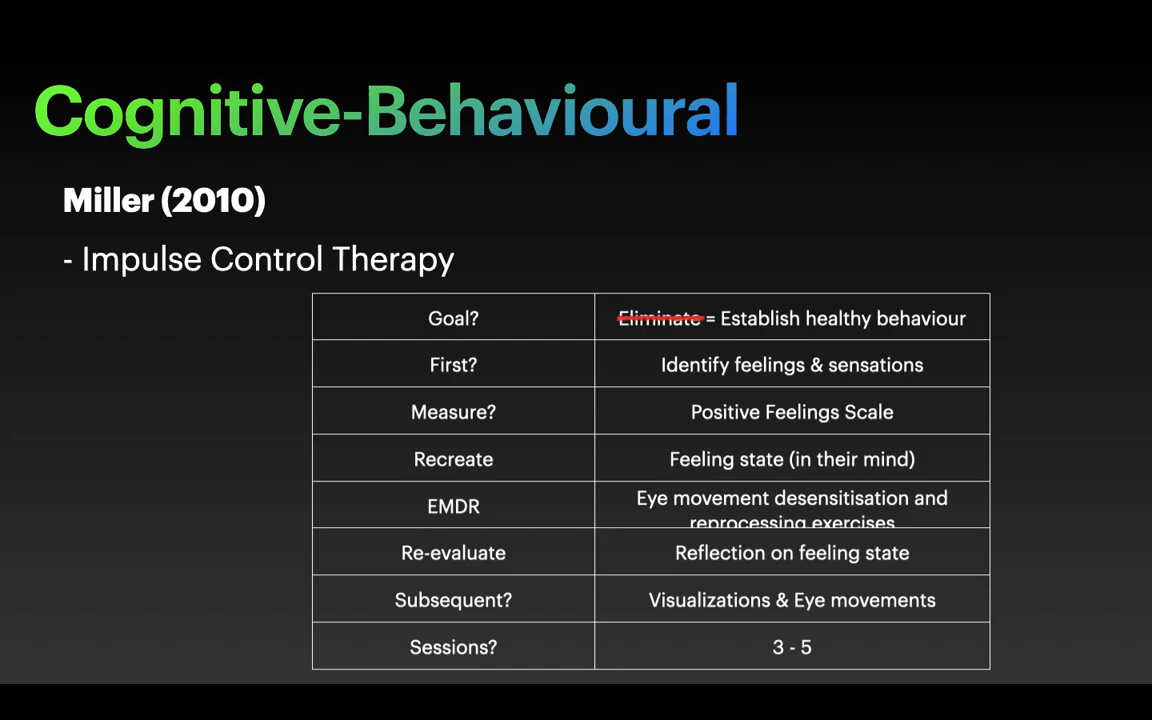 Cognitive-Behavioural
Miller (2010)
- Impulse Control Therapy
Goal?
Eliminate = Establish healthy behaviour
First?
Identify feelings & sensations
Measure?
Positive Feelings Scale
Recreate
Feeling state (in their mind)
EMDR
Eye movement desensitisation and
reprocessing exercises
Re-evaluate
Reflection on feeling state
Subsequent?
Visualizations & Eye movements
Sessions?
3 - 5